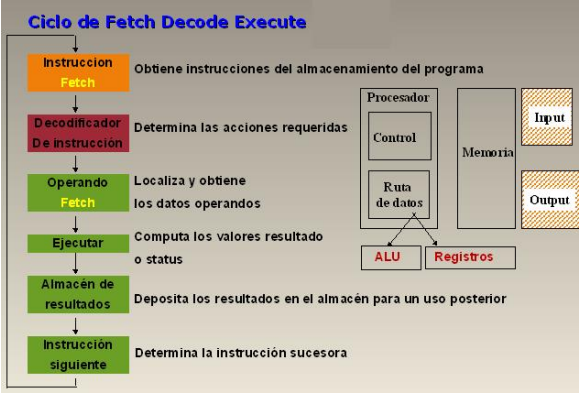 Ciclo de Fetch Decode Execute
Instruccion
Fetch
Obtiene instrucciones del almacenamiento del programa
Decodificador
De instrucción
Determina las acciones requeridas
Operando
Fetch
Localiza y obtiene
los datos operandos
Ejecutar
Computa los valores resultado
o status
Almacén de
resultados
Deposita los resultados en el almacén para un uso posterior
Instrucción
siguiente
Determina la instrucción sucesora
Procesador
Control
Ruta
de datos
ALU
Registros
Memoria
Input
Output